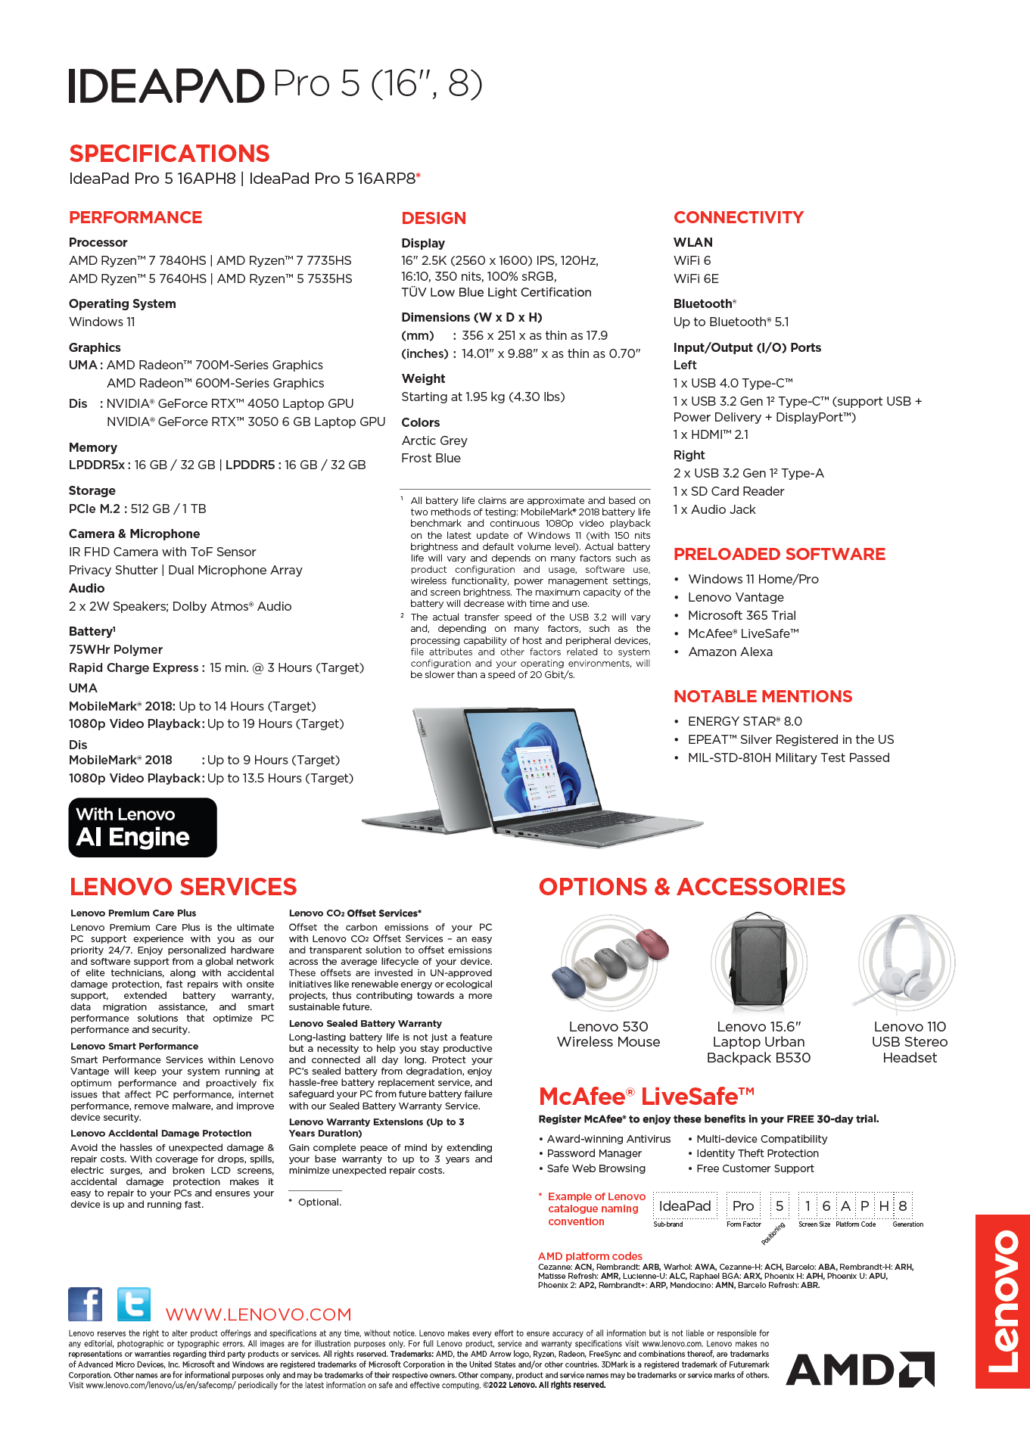 IDEAPAD Pro 5 (16", 8)
SPECIFICATIONS
IdeaPad Pro 5 16APH8 | IdeaPad Pro 5 16ARP8*
PERFORMANCE
Processor
AMD Ryzen™ 7 7840HS | AMD Ryzen™ 7 7735HS
AMD Ryzen™ 5 7640HS | AMD Ryzen™ 5 7535HS
Operating System
Windows 11
Graphics
UMA : AMD Radeon™ 700M-Series Graphics
AMD Radeon™ 600M-Series Graphics
Dis : NVIDIA® GeForce RTX™ 4050 Laptop GPU
NVIDIA® GeForce RTX™ 3050 6 GB Laptop GPU
Memory
LPDDR5x : 16 GB / 32 GB | LPDDR5 : 16 GB / 32 GB
Storage
PCIe M.2 : 512 GB / 1 TB
Camera & Microphone
IR FHD Camera with ToF Sensor
Privacy Shutter | Dual Microphone Array
Audio
2 x 2W Speakers; Dolby Atmos® Audio
Battery¹
75WHr Polymer
Rapid Charge Express : 15 min. @ 3 Hours (Target)
UMA
MobileMark® 2018: Up to 14 Hours (Target)
1080p Video Playback: Up to 19 Hours (Target)
Dis
MobileMark® 2018 : Up to 9 Hours (Target)
1080p Video Playback: Up to 13.5 Hours (Target)
With Lenovo
AI Engine
DESIGN
Display
16" 2.5K (2560 x 1600) IPS, 120Hz,
16:10, 350 nits, 100% sRGB,
TÜV Low Blue Light Certification
Dimensions (W x D x H)
(mm) : 356 x 251 x as thin as 17.9
(inches) : 14.01" x 9.88" x as thin as 0.70"
Weight
Starting at 1.95 kg (4.30 lbs)
Colors
Arctic Grey
Frost Blue
¹ All battery life claims are approximate and based on
two methods of testing: MobileMark® 2018 battery life
benchmark and continuous 1080p video playback
on the latest update of Windows 11 (with 150 nits
brightness and default volume level). Actual battery
life will vary and depends on many factors such as
product configuration and usage, software use,
wireless functionality, power management settings,
and screen brightness. The maximum capacity of the
battery will decrease with time and use.
² The actual transfer speed of the USB 3.2 will vary
and, depending on many factors, such as the
processing capability of host and peripheral devices,
file attributes and other factors related to system
configuration and your operating environments, will
be slower than a speed of 20 Gbit/s.
CONNECTIVITY
WLAN
WiFi 6
WiFi 6E
Bluetooth®
Up to Bluetooth® 5.1
Input/Output (I/O) Ports
Left
1 x USB 4.0 Type-C™
1 x USB 3.2 Gen 1² Type-C™ (support USB +
Power Delivery + DisplayPort™)
1 x HDMI™ 2.1
Right
2 x USB 3.2 Gen 1² Type-A
1 x SD Card Reader
1 x Audio Jack
PRELOADED SOFTWARE
• Windows 11 Home/Pro
• Lenovo Vantage
• Microsoft 365 Trial
• McAfee® LiveSafe™
• Amazon Alexa
NOTABLE MENTIONS
• ENERGY STAR® 8.0
• EPEAT™ Silver Registered in the US
• MIL-STD-810H Military Test Passed
LENOVO SERVICES
Lenovo Premium Care Plus
Lenovo Premium Care Plus is the ultimate
PC support experience with you as our
priority 24/7. Enjoy personalized hardware
and software support from a global network
of elite technicians, along with accidental
damage protection, fast repairs with onsite
support, extended battery warranty,
data migration assistance, and smart
performance solutions that optimize PC
performance and security.
Lenovo Smart Performance
Smart Performance Services within Lenovo
Vantage will keep your system running at
optimum performance and proactively fix
issues that affect PC performance, internet
performance, remove malware, and improve
device security.
Lenovo Accidental Damage Protection
Avoid the hassles of unexpected damage &
repair costs. With coverage for drops, spills,
electric surges, and broken LCD screens,
accidental damage protection makes it
easy to repair to your PCs and ensures your
device is up and running fast.
Lenovo CO₂ Offset Services*
Offset the carbon emissions of your PC
with Lenovo CO² Offset Services – an easy
and transparent solution to offset emissions
across the average lifecycle of your device.
These offsets are invested in UN-approved
initiatives like renewable energy or ecological
projects, thus contributing towards a more
sustainable future.
Lenovo Sealed Battery Warranty
Long-lasting battery life is not just a feature
but a necessity to help you stay productive
and connected all day long. Protect your
PC's sealed battery from degradation, enjoy
hassle-free battery replacement service, and
safeguard your PC from future battery failure
with our Sealed Battery Warranty Service.
Lenovo Warranty Extensions (Up to 3
Years Duration)
Gain complete peace of mind by extending
your base warranty to up to 3 years and
minimize unexpected repair costs.
* Optional.
OPTIONS & ACCESSORIES
Lenovo 530
Wireless Mouse
Lenovo 15.6"
Laptop Urban
Backpack B530
Lenovo 110
USB Stereo
Headset
McAfee® LiveSafe™
Register McAfee® to enjoy these benefits in your FREE 30-day trial.
• Award-winning Antivirus
• Password Manager
• Safe Web Browsing
• Multi-device Compatibility
• Identity Theft Protection
• Free Customer Support
* Example of Lenovo
catalogue naming
convention
IdeaPad Pro 5 1 6 A P H 8
Sub-brand Form Factor Positioning Screen Size Platform Code Generation
AMD platform codes
Cezanne: ACN, Rembrandt: ARB, Warhol: AWA, Cezanne-H: ACH, Barcelo: ABA, Rembrandt-H: ARH,
Matisse Refresh: AMR, Lucienne-U: ALC, Raphael BGA: ARX, Phoenix H: APH, Phoenix U: APU,
Phoenix 2: AP2, Rembrandt+: ARP, Mendocino: AMN, Barcelo Refresh: ABR.
WWW.LENOVO.COM
Lenovo reserves the right to alter product offerings and specifications at any time, without notice. Lenovo makes every effort to ensure accuracy of all information but is not liable or responsible for
any editorial, photographic or typographic errors. All images are for illustration purposes only. For full Lenovo product, service and warranty specifications visit www.lenovo.com. Lenovo makes no
representations or warranties regarding third party products or services. All rights reserved. Trademarks: AMD, the AMD Arrow logo, Ryzen, Radeon, FreeSync and combinations thereof, are trademarks
of Advanced Micro Devices, Inc. Microsoft and Windows are registered trademarks of Microsoft Corporation in the United States and/or other countries. 3DMark is a registered trademark of Futuremark
Corporation. Other names are for informational purposes only and may be trademarks of their respective owners. Other company, product and service names may be trademarks or service marks of others.
Visit www.lenovo.com/lenovo/us/en/safecomp/ periodically for the latest information on safe and effective computing. ©2022 Lenovo. All rights reserved.
AMD
Lenovo